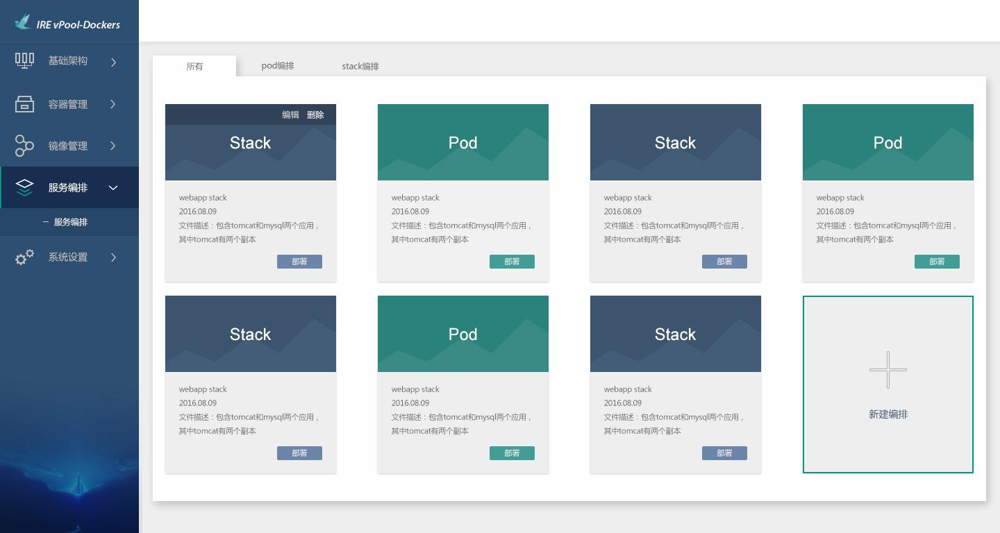 IRE vPool-Dockers
基础架构
容器管理
镜像管理
服务编排
服务编排
系统设置
所有 pod编排 stack编排
编辑 删除
Stack
webapp stack
2016.08.09
文件描述：包含tomcat和mysql两个应用，
其中tomcat有两个副本
部署
Pod
webapp stack
2016.08.09
文件描述：包含tomcat和mysql两个应用，
其中tomcat有两个副本
部署
Stack
webapp stack
2016.08.09
文件描述：包含tomcat和mysql两个应用，
其中tomcat有两个副本
部署
Pod
webapp stack
2016.08.09
文件描述：包含tomcat和mysql两个应用，
其中tomcat有两个副本
部署
Stack
webapp stack
2016.08.09
文件描述：包含tomcat和mysql两个应用，
其中tomcat有两个副本
部署
Pod
webapp stack
2016.08.09
文件描述：包含tomcat和mysql两个应用，
其中tomcat有两个副本
部署
Stack
webapp stack
2016.08.09
文件描述：包含tomcat和mysql两个应用，
其中tomcat有两个副本
部署
新建编排